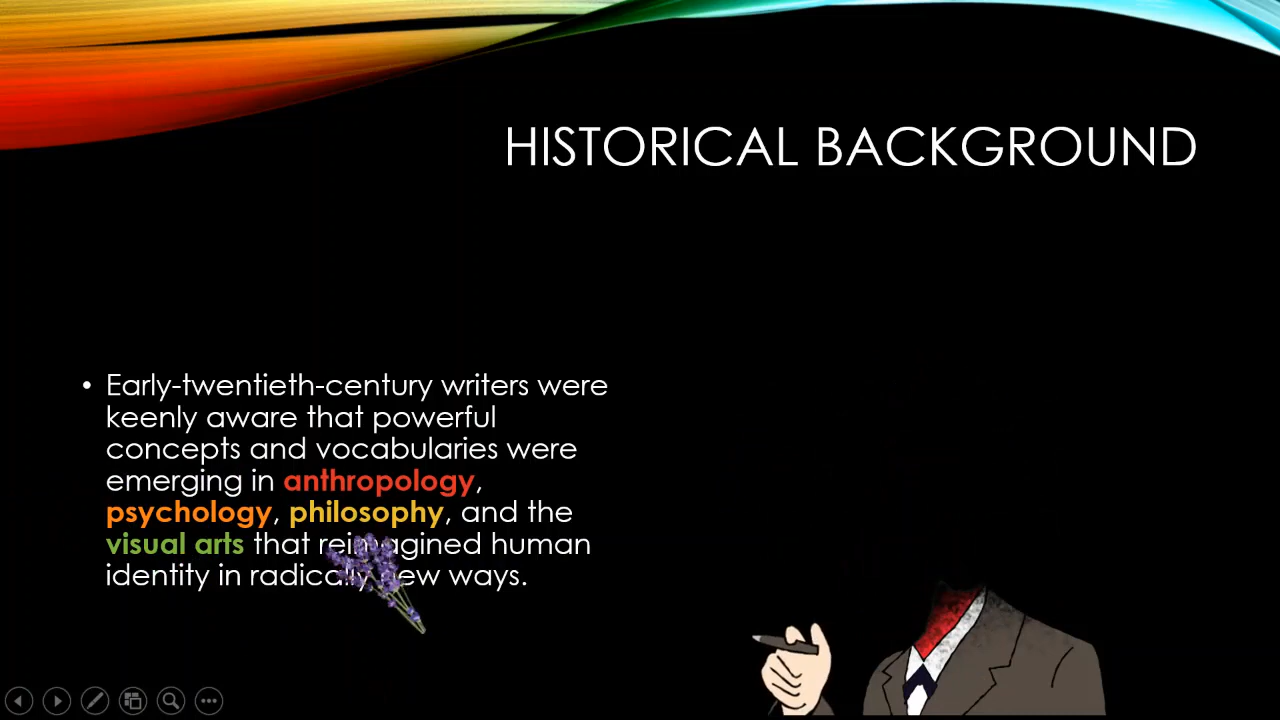 HISTORICAL BACKGROUND
• Early-twentieth-century writers were
keenly aware that powerful
concepts and vocabularies were
emerging in anthropology,
psychology, philosophy, and the
visual arts that reimagined human
identity in radically new ways.